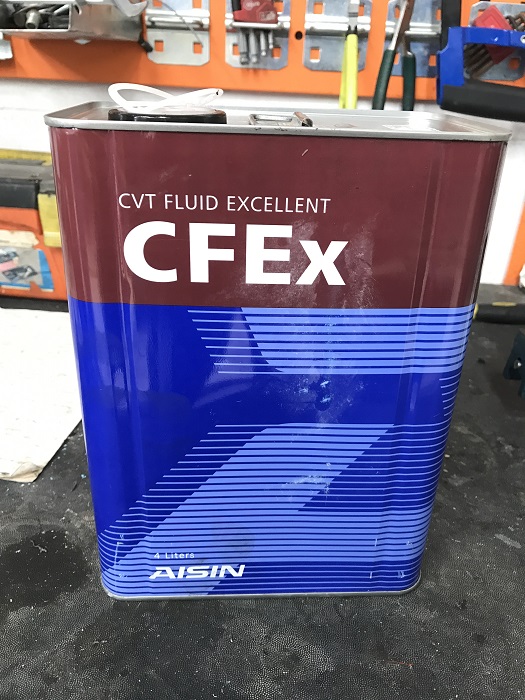 CVT FLUID EXCELLENT
CFEx
4 Liters
AISIN